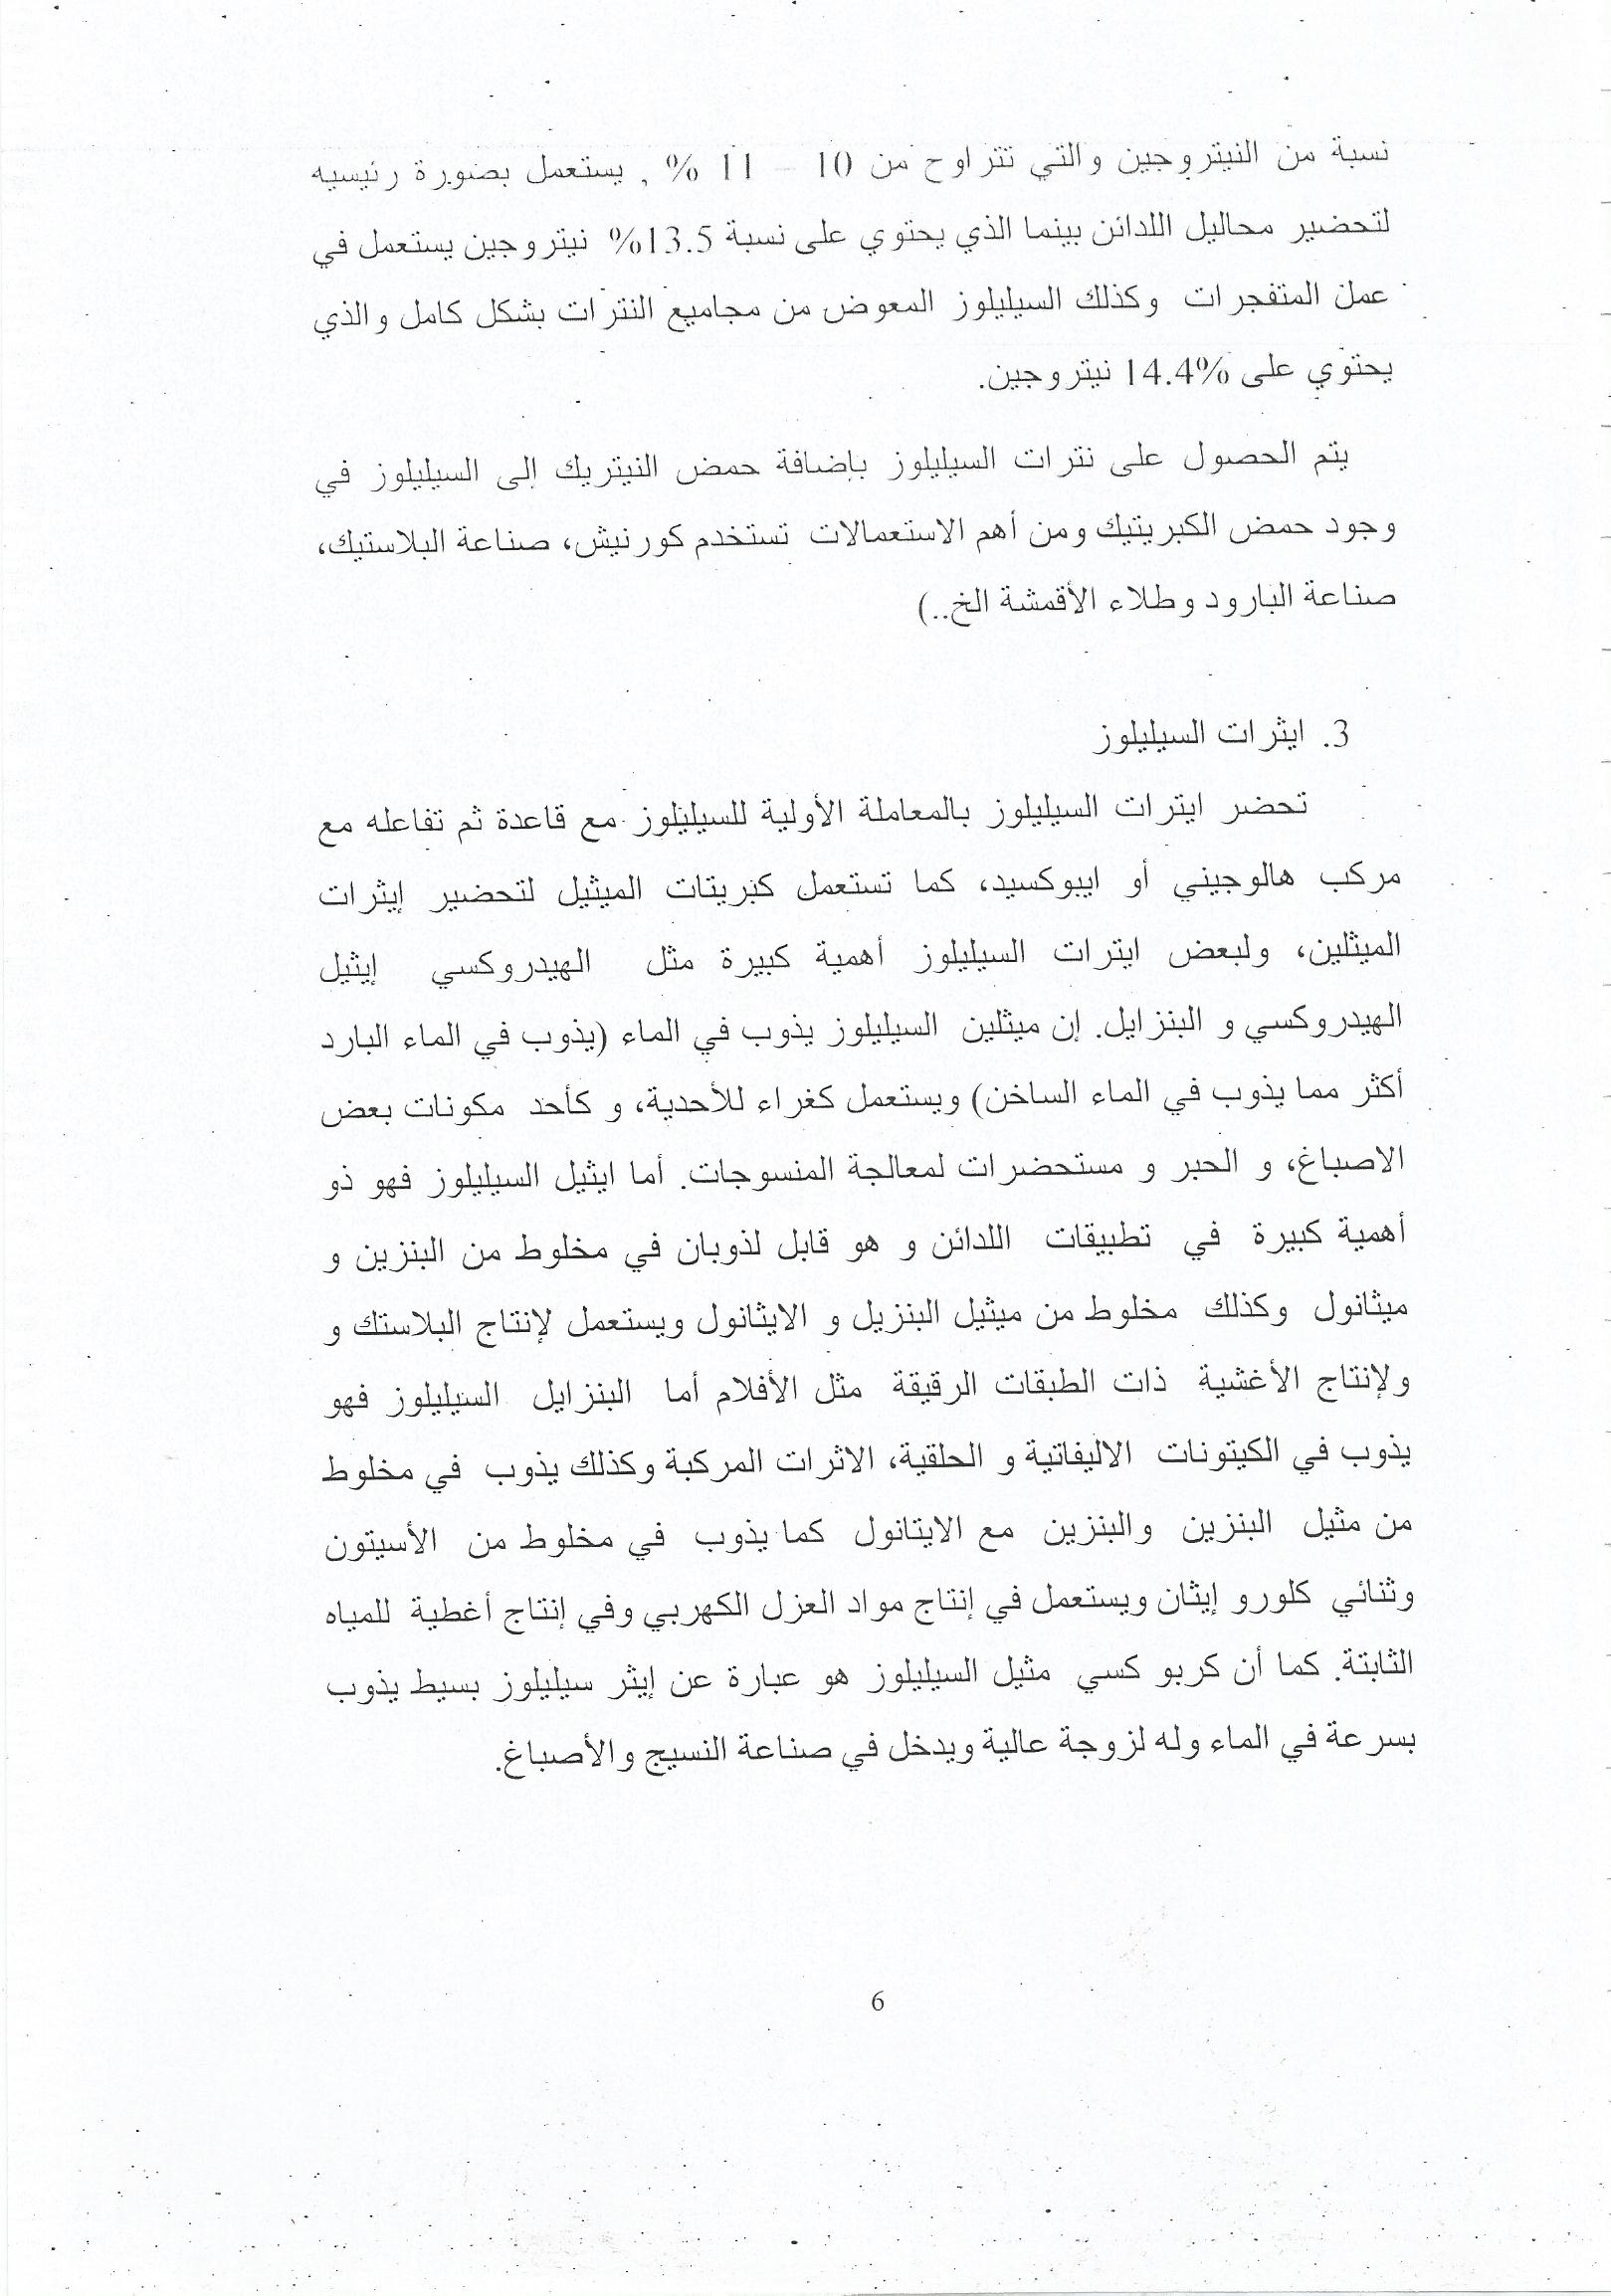 نسبة من النيتروجين والتي تتراوح من 10 – 11 % , يستعمل بصورة رئيسيه
لتحضير محاليل اللدائن بينما الذي يحتوي على نسبة 13.5% نيتروجين يستعمل في
عمل المتفجرات وكذلك السيليلوز المعوض من مجاميع النترات بشكل كامل والذي
يحتوي على 14.4% نيتروجين.
يتم الحصول على نترات السيليلوز بإضافة حمض النيتريك إلى السيليلوز في
وجود حمض الكبريتيك ومن أهم الاستعمالات تستخدم كورنيش، صناعة البلاستيك،
صناعة البارود وطلاء الأقمشة الخ..)
3. ايثرات السيليلوز
تحضر ايترات السيليلوز بالمعاملة الأولية للسيليلوز مع قاعدة ثم تفاعله مع
مركب هالوجيني أو ايبوكسيد، كما تستعمل كبريتات الميثيل لتحضير إيثرات
الميثلين، ولبعض ايترات السيليلوز أهمية كبيرة مثل الهيدروكسي إيثيل
الهيدروكسي و البنزايل. إن ميثلين السيليلوز يذوب في الماء (يذوب في الماء البارد
أكثر مما يذوب في الماء الساخن) ويستعمل كغراء للأحدية، و كأحد مكونات بعض
الاصباغ، و الحبر و مستحضرات لمعالجة المنسوجات. أما ايثيل السيليلوز فهو ذو
أهمية كبيرة في تطبيقات اللدائن و هو قابل لذوبان في مخلوط من البنزين و
ميثانول وكذلك مخلوط من ميثيل البنزيل و الايثانول ويستعمل لإنتاج البلاستك و
ولإنتاج الأغشية ذات الطبقات الرقيقة مثل الأفلام أما البنزايل السيليلوز فهو
يذوب في الكيتونات الاليفاتية و الحلقية، الاثرات المركبة وكذلك يذوب في مخلوط
من مثيل البنزين والبنزين مع الايتانول كما يذوب في مخلوط من الأسيتون
وثنائي كلورو إيثان ويستعمل في إنتاج مواد العزل الكهربي وفي إنتاج أغطية للمياه
الثابتة. كما أن كربو كسي مثيل السيليلوز هو عبارة عن إيثر سيليلوز بسيط يذوب
بسرعة في الماء وله لزوجة عالية ويدخل في صناعة النسيج والأصباغ.
6